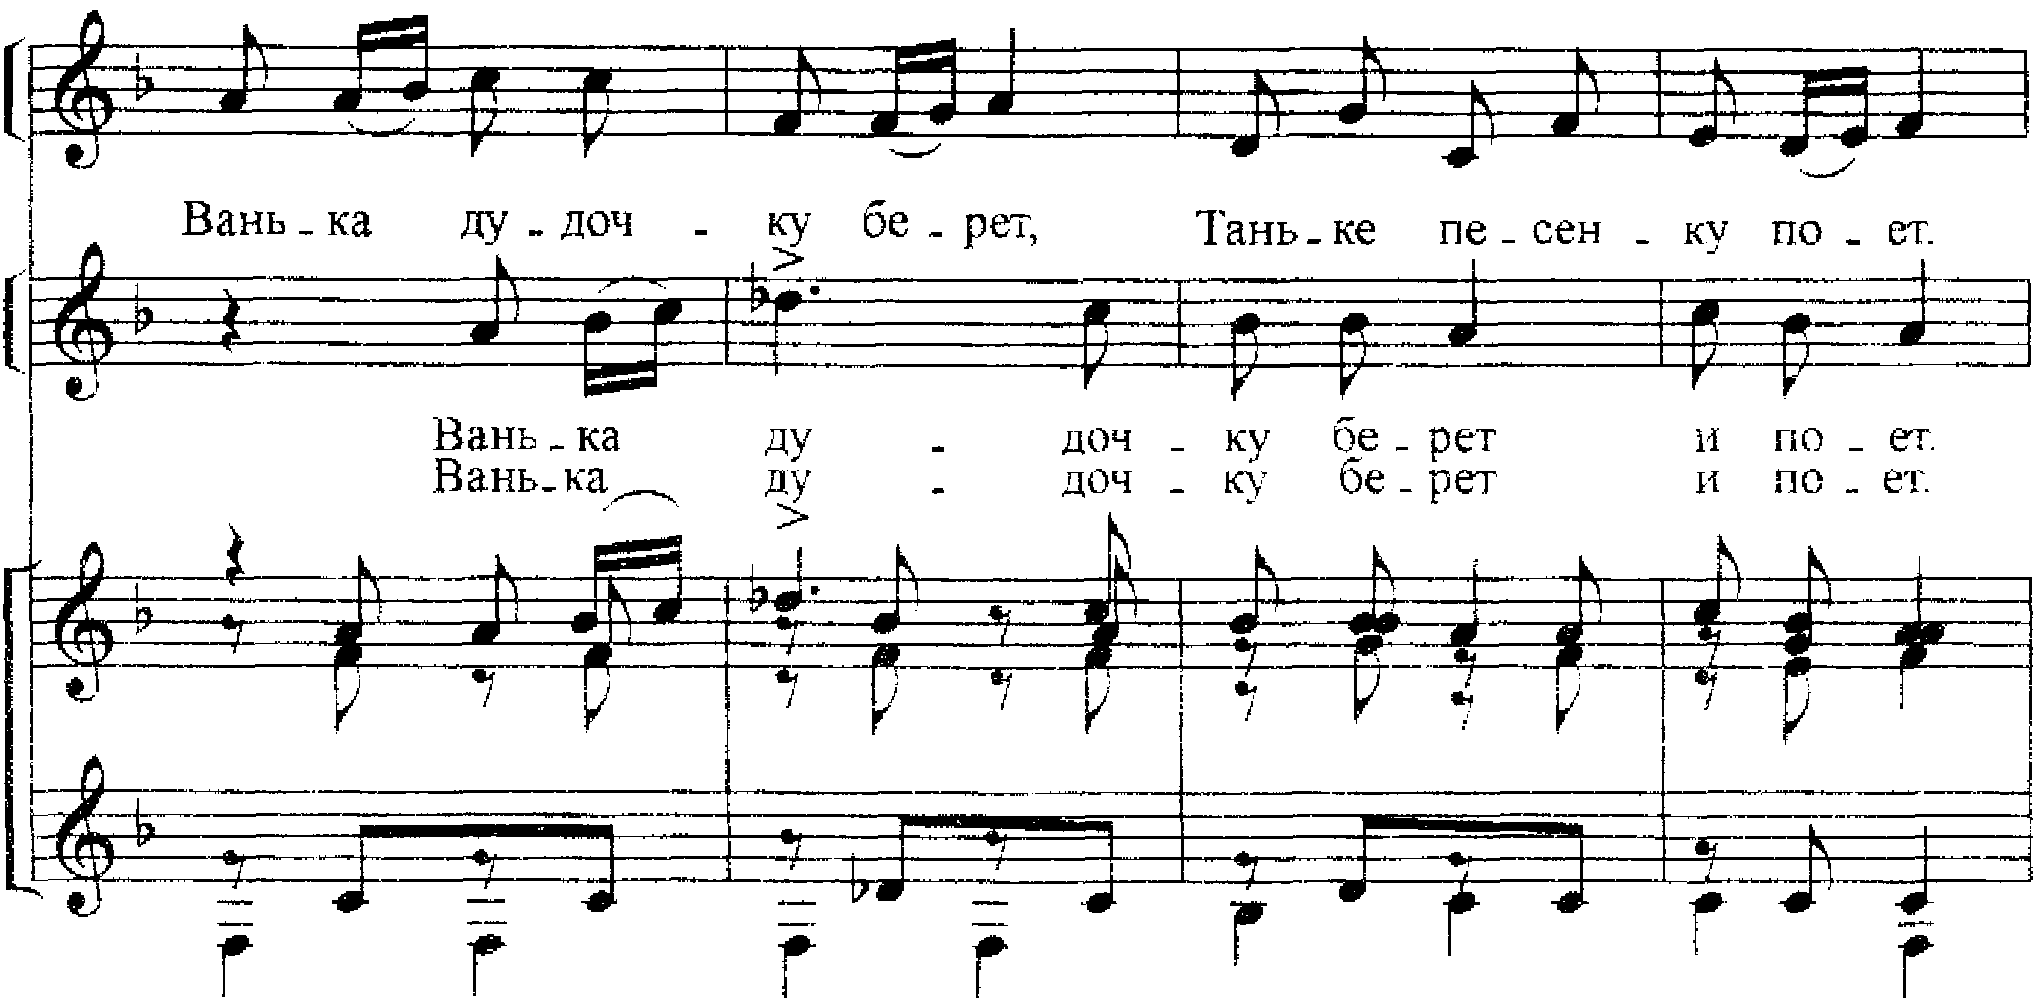 Вань - ка ду - доч - ку бе - рет, Тань - ке пе - сен - ку по - ет.
Вань - ка ду - доч - ку бе - рет и по - ет.
Вань - ка ду - доч - ку бе - рет и по - ет.